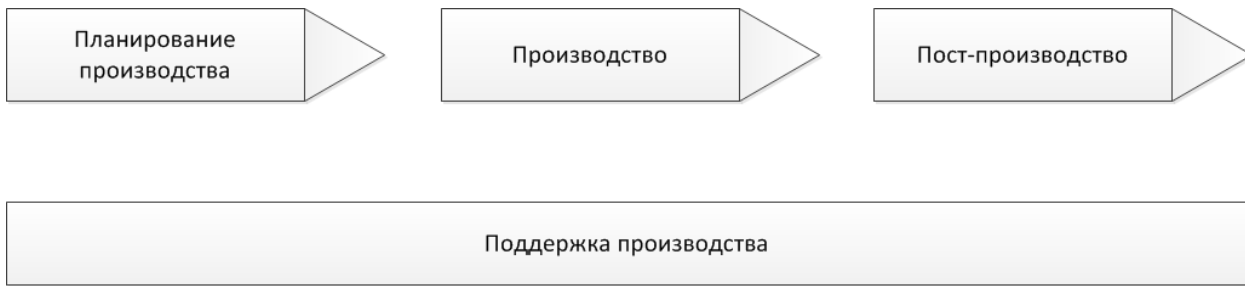 Планирование
производства
Производство
Пост-производство
Поддержка производства